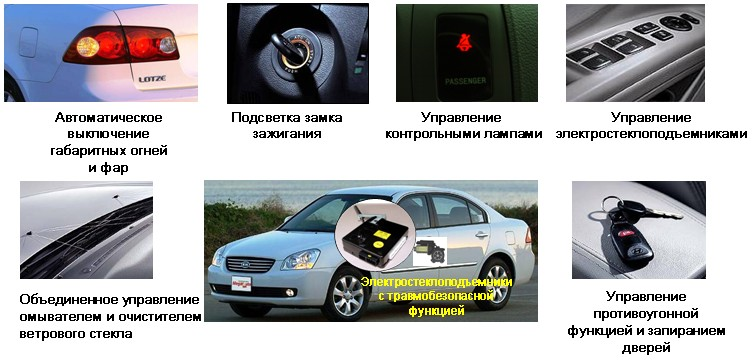 LOTZE
PASSENGER
Автоматическое
выключение
габаритных огней
и фар
Подсветка замка
зажигания
Управление
контрольными лампами
Управление
электростеклоподъемниками
Электростеклоподъемники
с травмобезопасной
функцией
Объединенное управление
омывателем и очистителем
ветрового стекла
Управление
противоугонной
функцией и запиранием
дверей